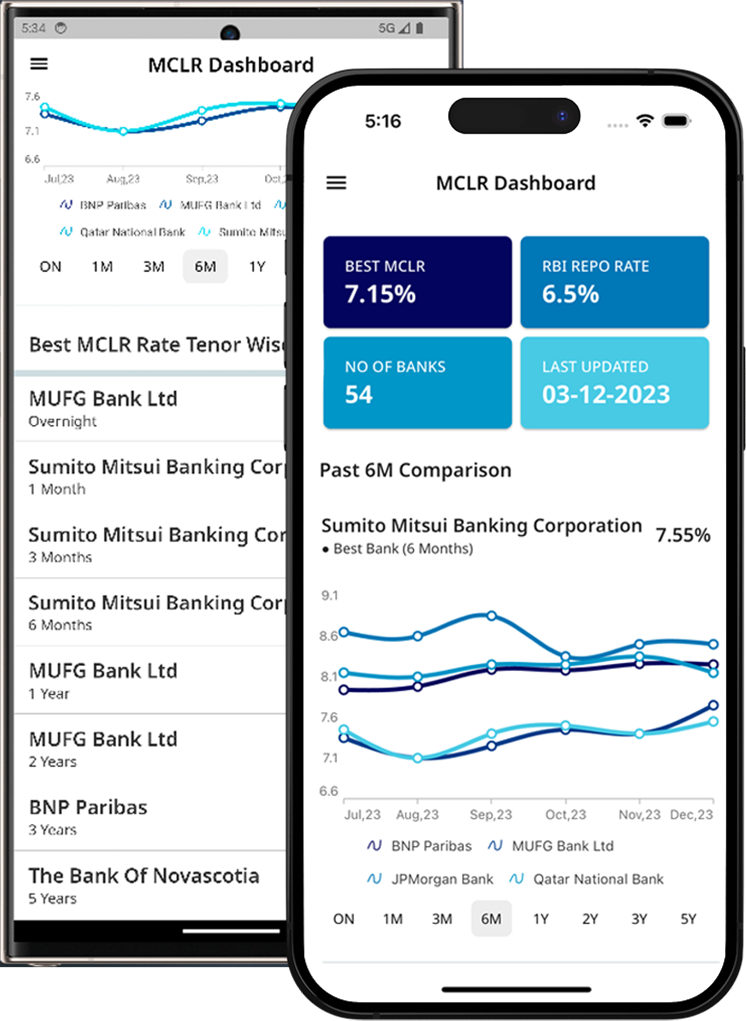 5:34
5G
MCLR Dashboard
7.6
7.1
6.6
Jul,23 Aug,23 Sep,23
BNP Paribas MUFG Bank Ltd
Qatar National Bank Sumito
ON 1M 3M 6M 1Y
Best MCLR Rate Tenor
MUFG Bank Ltd
Overnight
Sumito Mitsui Banking
1 Month
Sumito Mitsui Banking
3 Months
Sumito Mitsui Banking
6 Months
MUFG Bank Ltd
1 Year
MUFG Bank Ltd
2 Years
BNP Paribas
3 Years
The Bank Of Novascotia
5 Years
5:16
MCLR Dashboard
BEST MCLR
7.15%
RBI REPO RATE
6.5%
NO OF BANKS
54
LAST UPDATED
03-12-2023
Past 6M Comparison
Sumito Mitsui Banking Corporation 7.55%
• Best Bank (6 Months)
9.1
8.6
8.1
7.6
7.1
6.6
Jul,23 Aug,23 Sep,23 Oct,23 Nov,23 Dec,23
BNP Paribas MUFG Bank Ltd
JPMorgan Bank Qatar National Bank
ON 1M 3M 6M 1Y 2Y 3Y 5Y